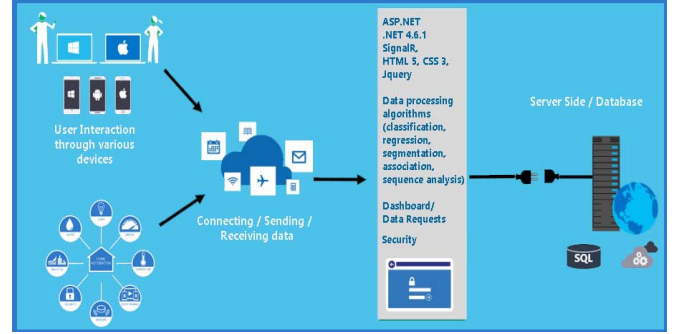 ASP.NET
.NET 4.6.1
SignalR,
HTML 5, CSS 3,
Jquery
Data processing
algorithms
(classification,
regression,
segmentation,
association,
sequence analysis)
Dashboard/
Data Requests
Security
User Interaction
through various
devices
Connecting / Sending /
Receiving data
Server Side / Database
SQL
HOME
AUTOMATION